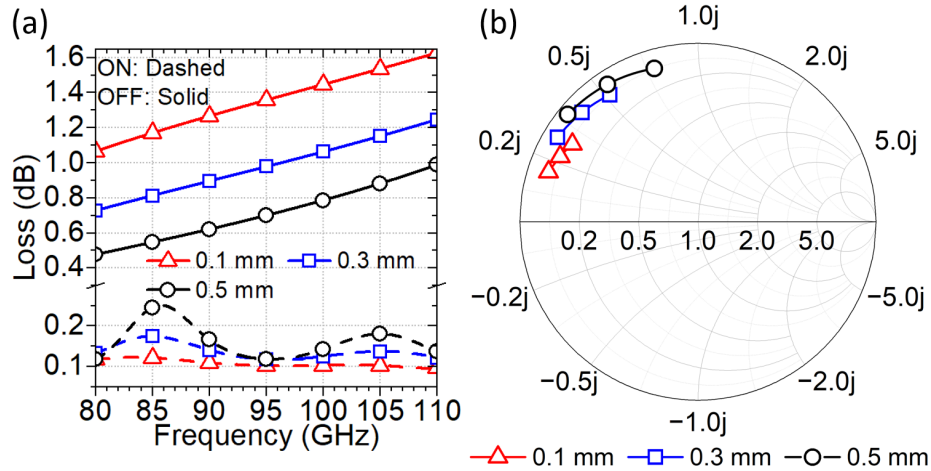 (a)
1.6
1.4
1.2
1.0
0.8
0.6
0.4
0.2
0.1
Loss (dB)
ON: Dashed
OFF: Solid
0.1 mm
0.3 mm
0.5 mm
80 85 90 95 100 105 110
Frequency (GHz)
(b)
1.0j
0.5j
2.0j
0.2j
5.0j
0.2 0.5 1.0 2.0 5.0
−0.2j
−5.0j
−0.5j
−2.0j
−1.0j
0.1 mm 0.3 mm 0.5 mm